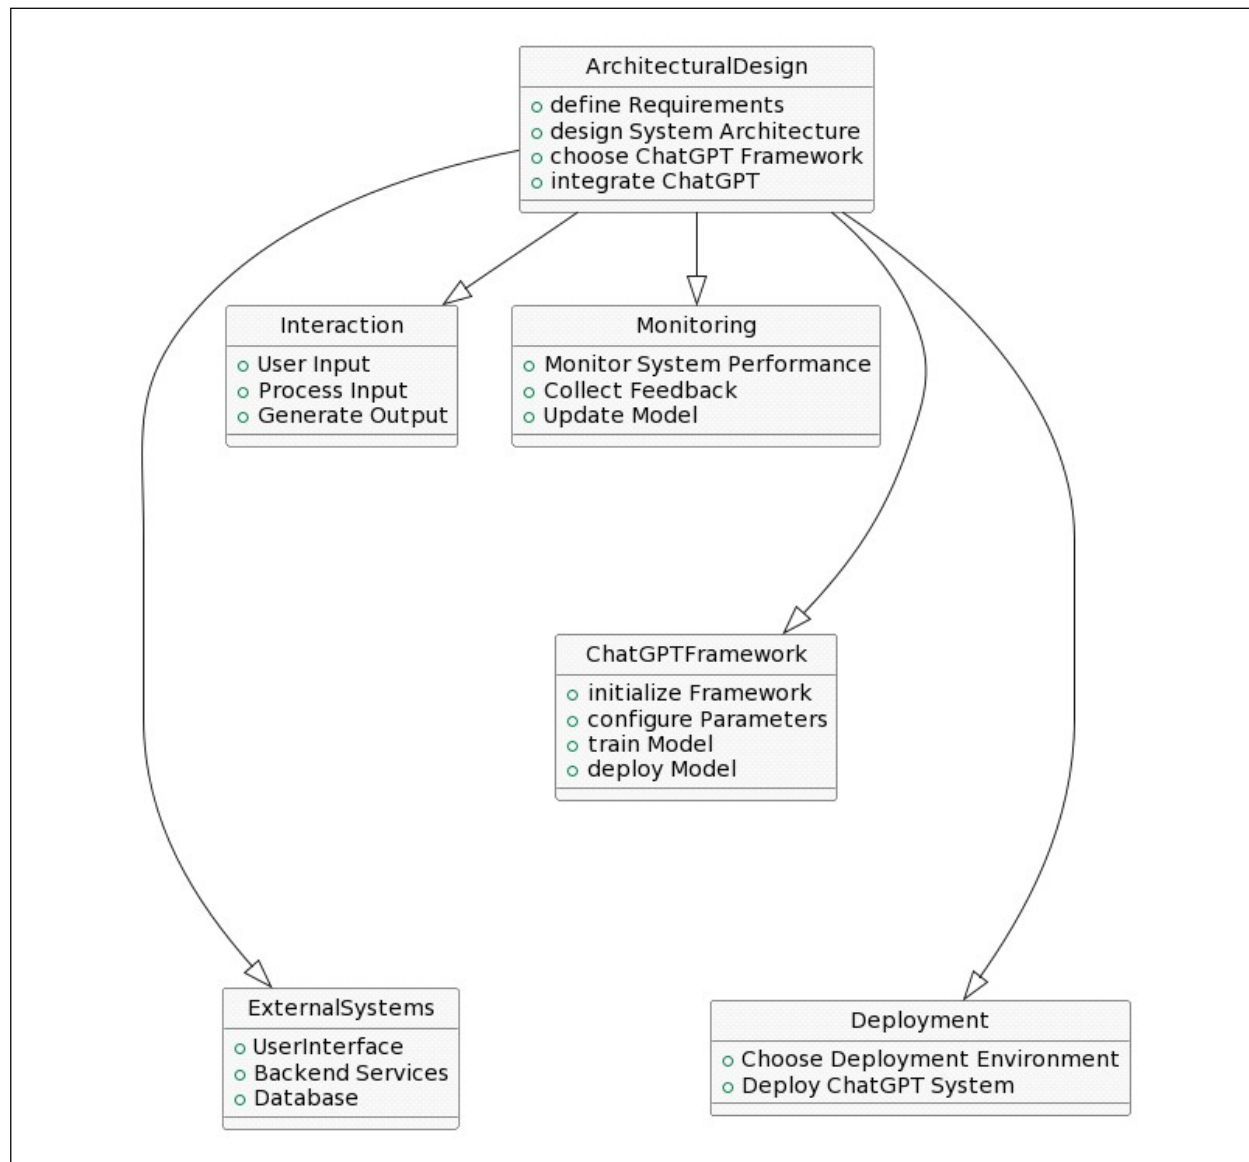 ArchitecturalDesign
define Requirements
design System Architecture
choose ChatGPT Framework
integrate ChatGPT
Interaction
User Input
Process Input
Generate Output
Monitoring
Monitor System Performance
Collect Feedback
Update Model
ChatGPTFramework
initialize Framework
configure Parameters
train Model
deploy Model
ExternalSystems
UserInterface
Backend Services
Database
Deployment
Choose Deployment Environment
Deploy ChatGPT System